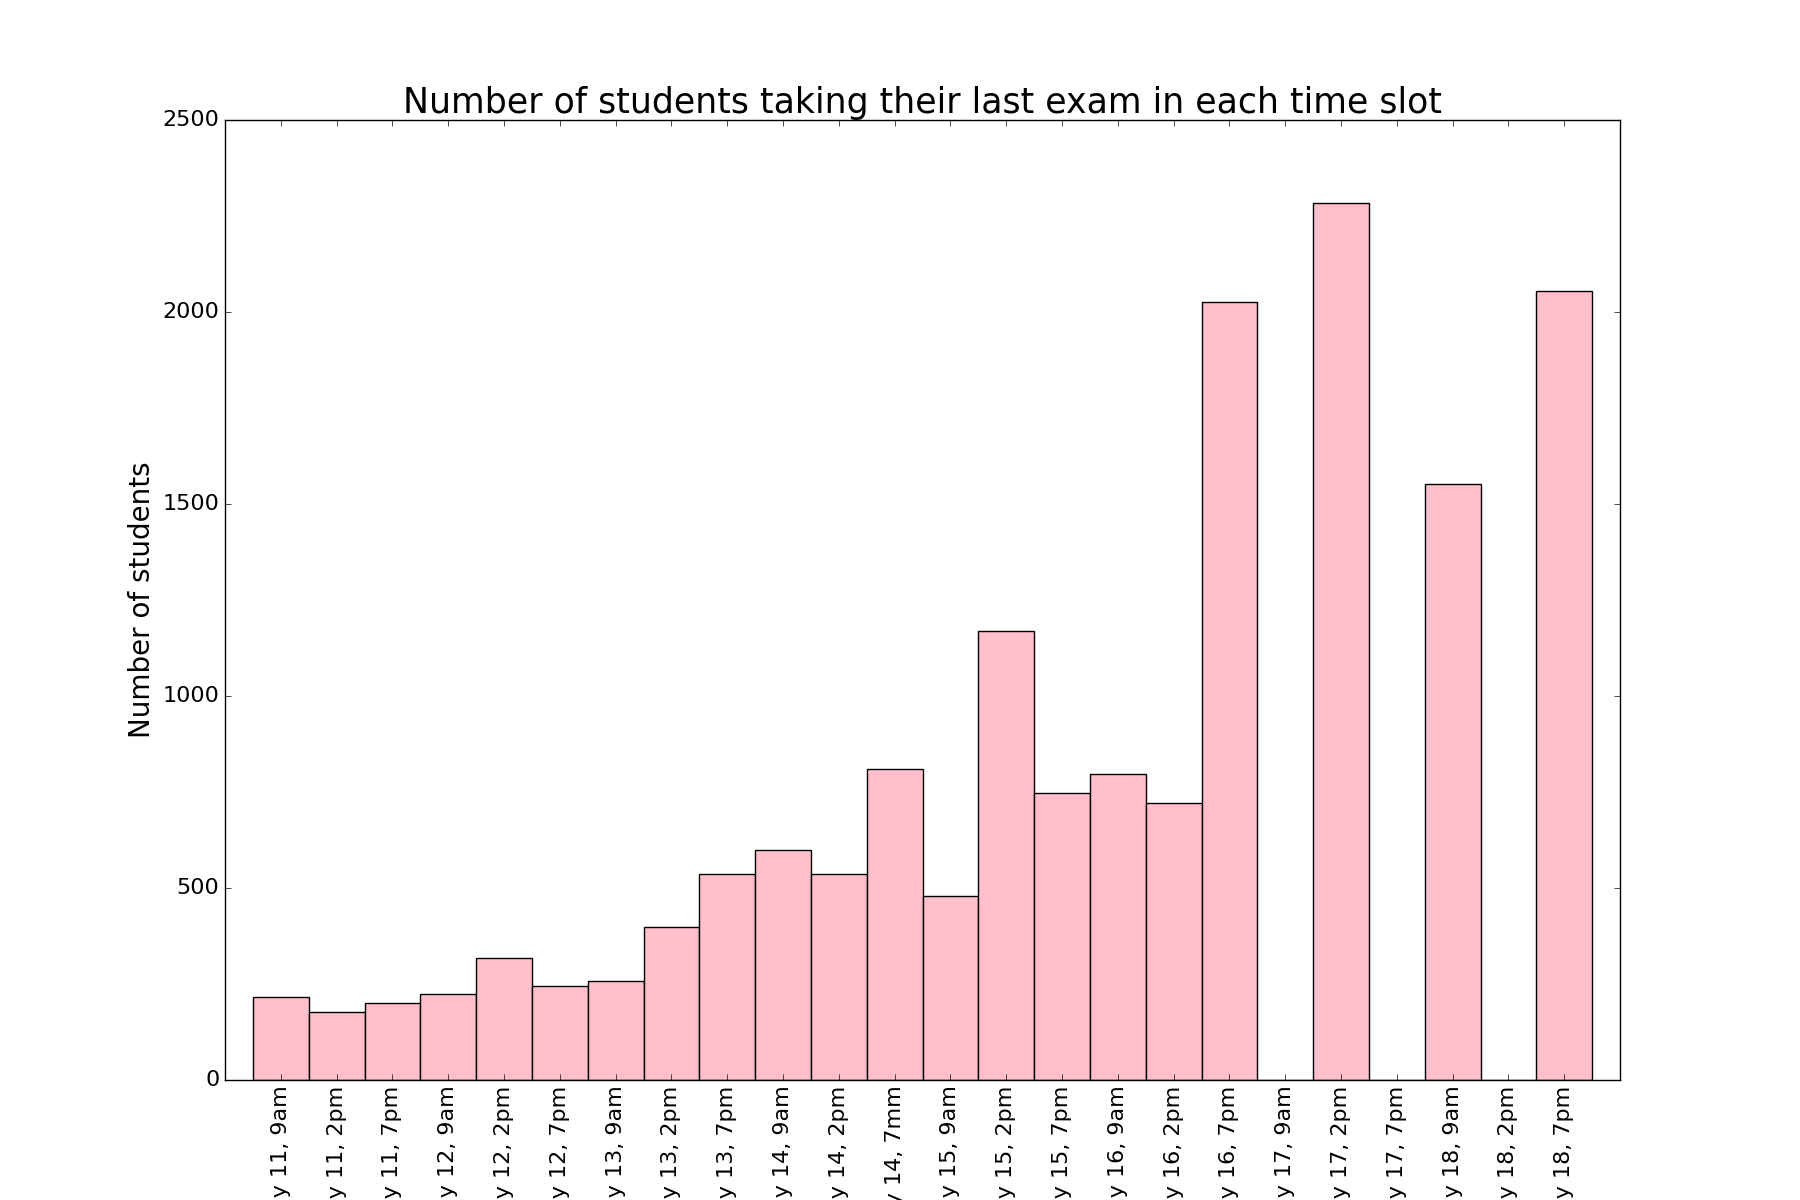 Number of students taking their last exam in each time slot
Number of students
2500
2000
1500
1000
500
0
y 11, 9am
y 11, 2pm
y 11, 7pm
y 12, 9am
y 12, 2pm
y 12, 7pm
y 13, 9am
y 13, 2pm
y 13, 7pm
y 14, 9am
y 14, 2pm
y 14, 7mm
y 15, 9am
y 15, 2pm
y 15, 7pm
y 16, 9am
y 16, 2pm
y 16, 7pm
y 17, 9am
y 17, 2pm
y 17, 7pm
y 18, 9am
y 18, 2pm
y 18, 7pm